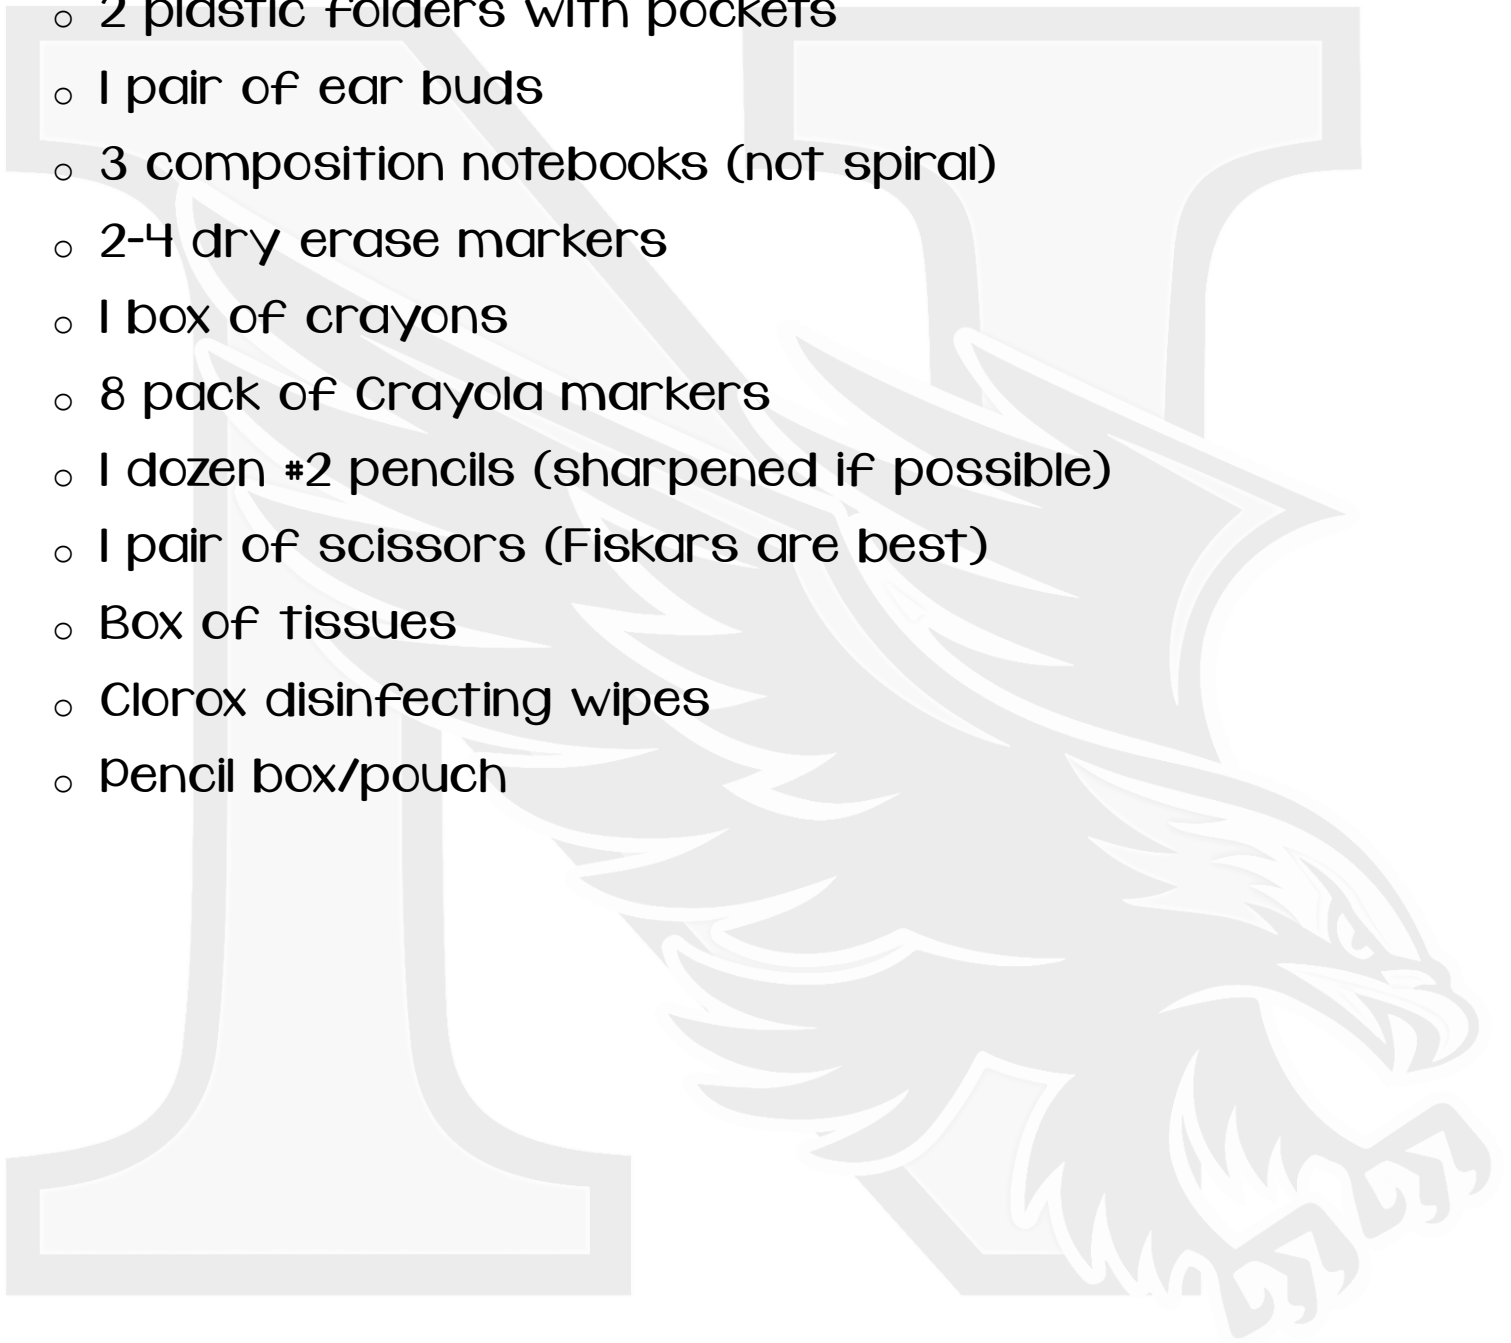 2 plastic folders with pockets
1 pair of ear buds
3 composition notebooks (not spiral)
2-4 dry erase markers
1 box of crayons
8 pack of Crayola markers
1 dozen #2 pencils (sharpened if possible)
1 pair of scissors (Fiskars are best)
Box of tissues
Clorox disinfecting wipes
Pencil box/pouch
N